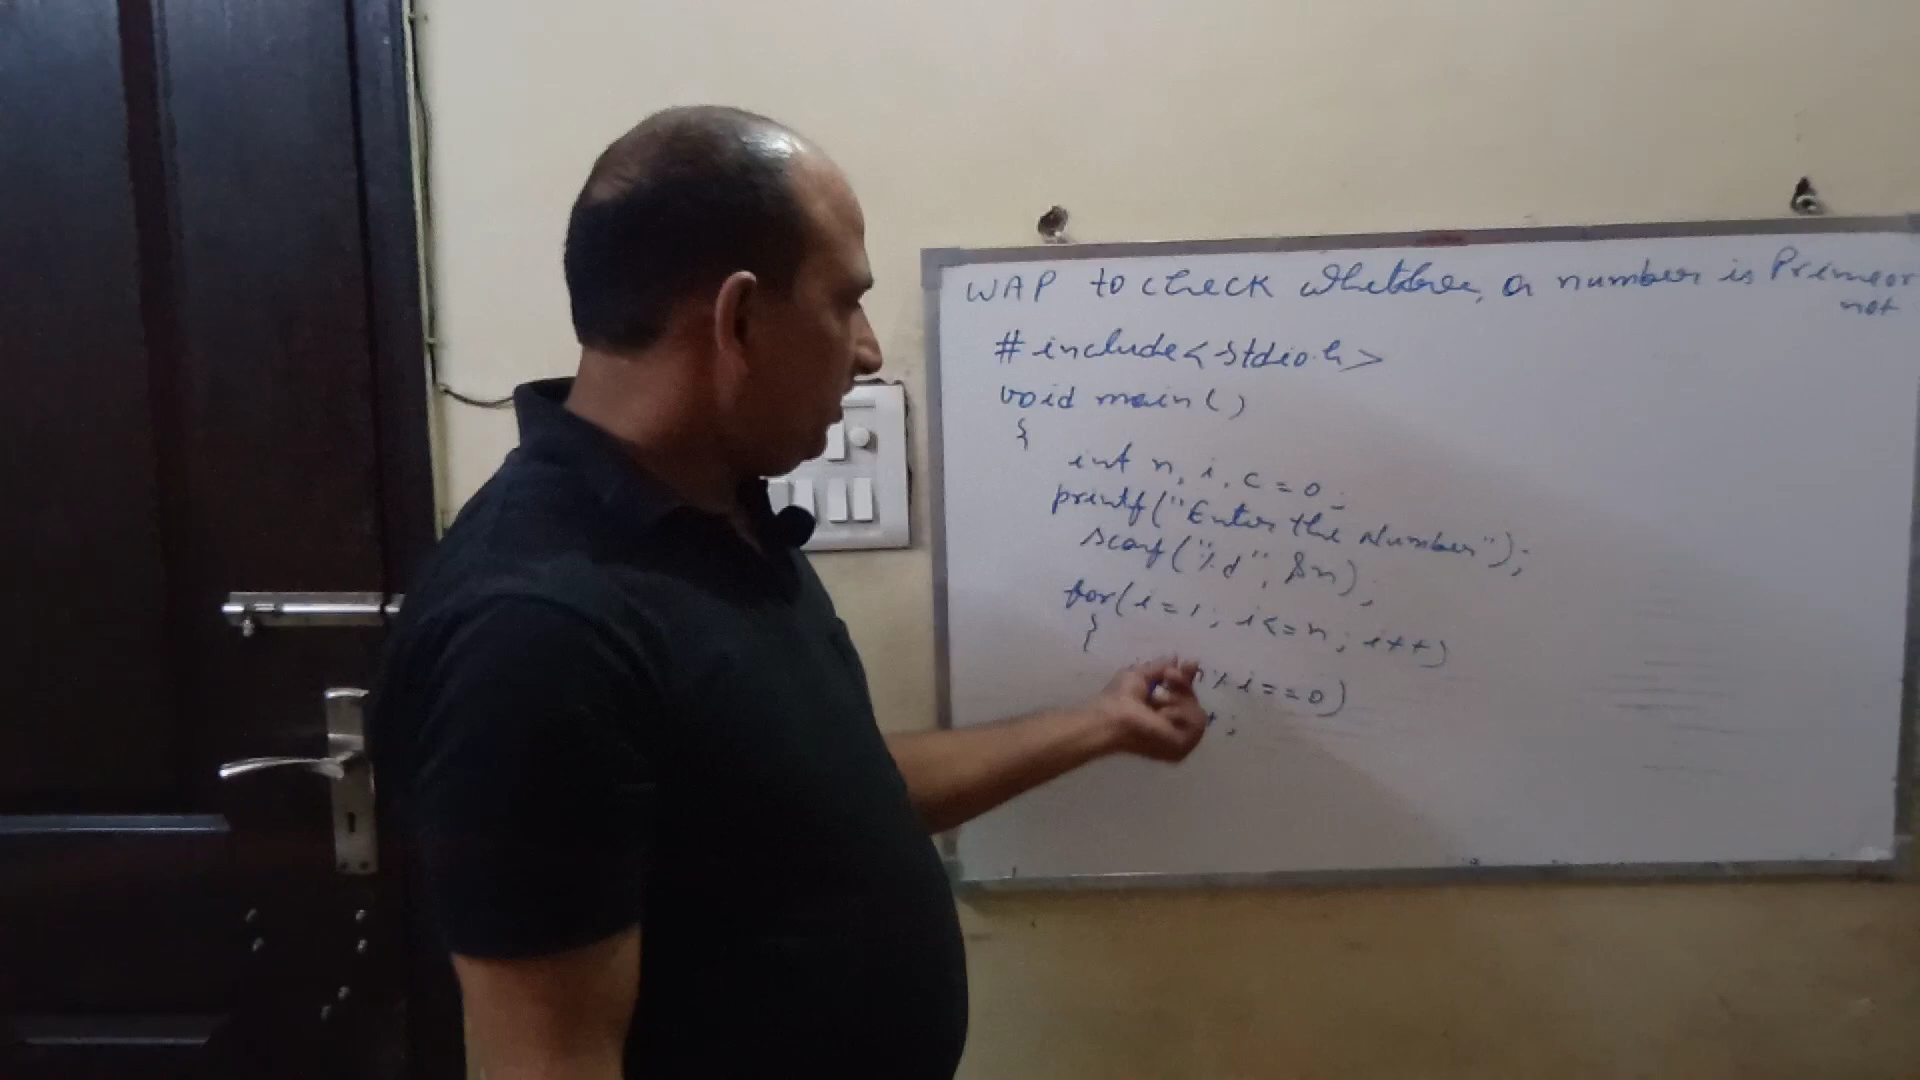 WAP to check whether a number is Prime or
not
#include<stdio.h>
void main()
{
int n, i, c = 0;
printf("Enter the Number");
scanf("%d", &n);
for(i=1; i<=n; i++)
{
n%i==0)
;